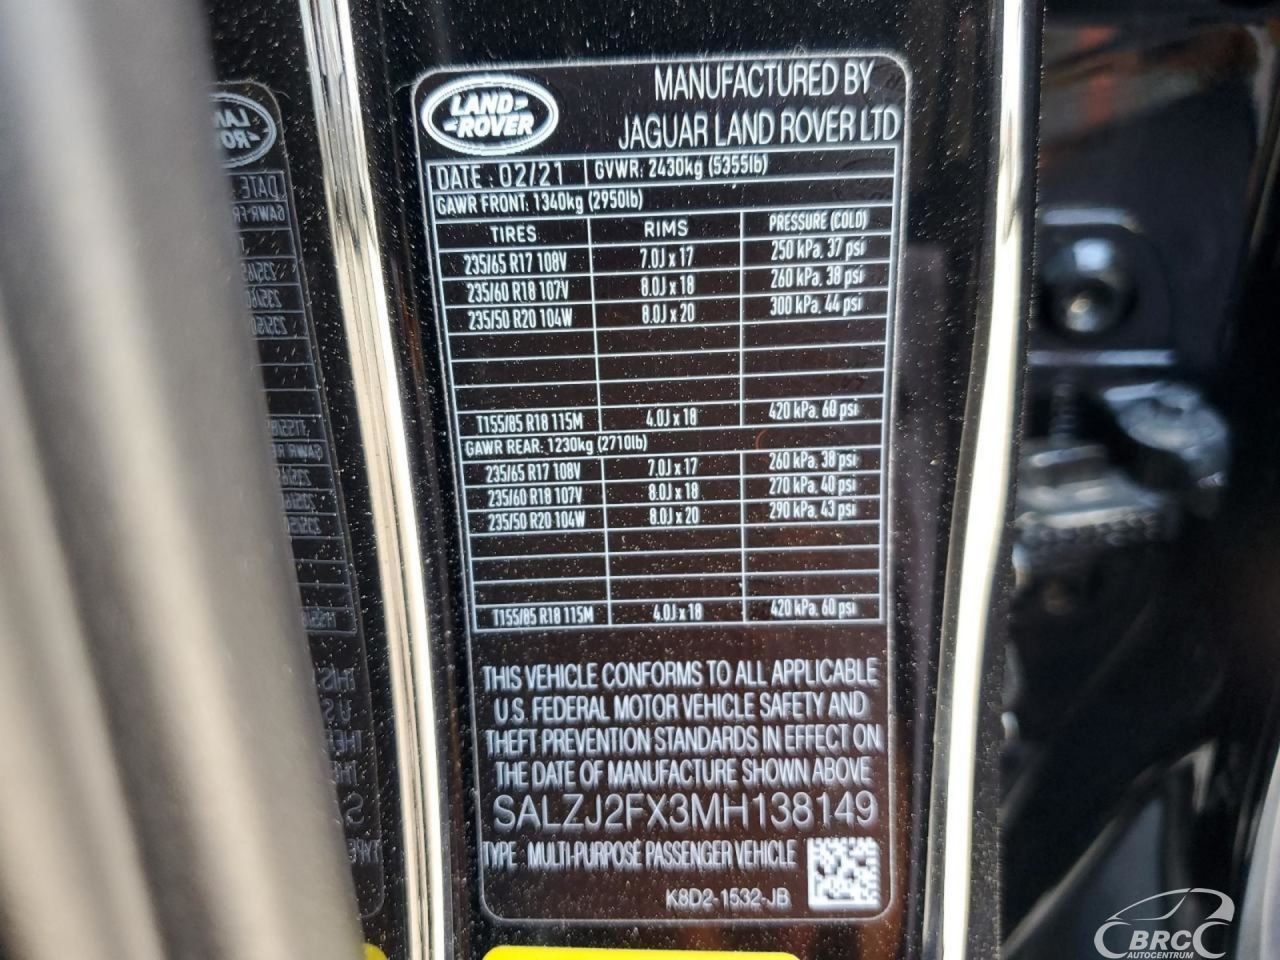 LAND-
-ROVER
MANUFACTURED BY
JAGUAR LAND ROVER LTD
DATE : 02/21 GVWR: 2430kg (5355lb)
GAWR FRONT: 1340kg (2950lb)
TIRES RIMS PRESSURE (COLD)
235/65 R17 108V 7.0J x 17 250 kPa, 37 psi
235/60 R18 107V 8.0J x 18 260 kPa, 38 psi
235/50 R20 104W 8.0J x 20 300 kPa, 44 psi
T155/85 R18 115M 4.0J x 18 420 kPa, 60 psi
GAWR REAR: 1230kg (2710lb)
235/65 R17 108V 7.0J x 17 260 kPa, 38 psi
235/60 R18 107V 8.0J x 18 270 kPa, 40 psi
235/50 R20 104W 8.0J x 20 290 kPa, 43 psi
T155/85 R18 115M 4.0J x 18 420 kPa, 60 psi
THIS VEHICLE CONFORMS TO ALL APPLICABLE
U.S. FEDERAL MOTOR VEHICLE SAFETY AND
THEFT PREVENTION STANDARDS IN EFFECT ON
THE DATE OF MANUFACTURE SHOWN ABOVE
SALZJ2FX3MH138149
TYPE : MULTI-PURPOSE PASSENGER VEHICLE
K8D2-1532-JB
BRC
AUTOCENTRUM